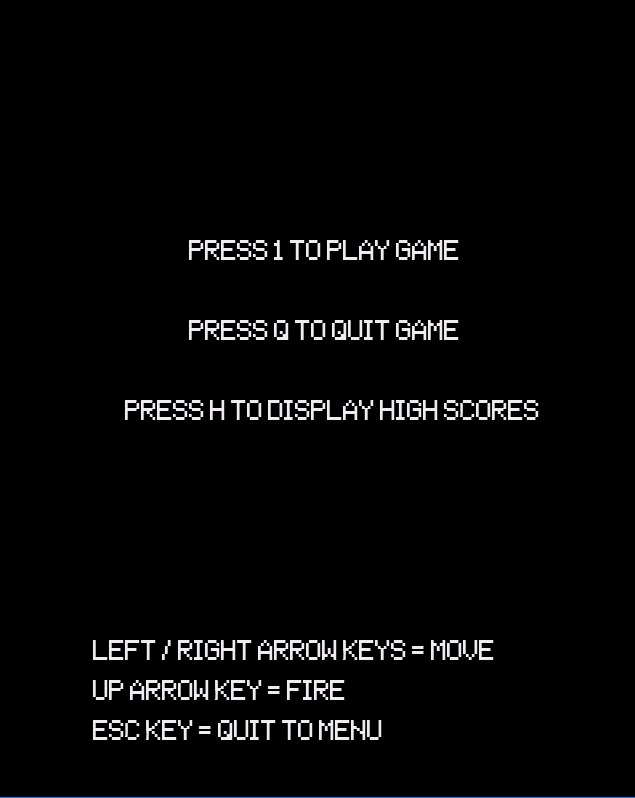 PRESS 1 TO PLAY GAME
PRESS Q TO QUIT GAME
PRESS H TO DISPLAY HIGH SCORES
LEFT / RIGHT ARROW KEYS = MOVE
UP ARROW KEY = FIRE
ESC KEY = QUIT TO MENU